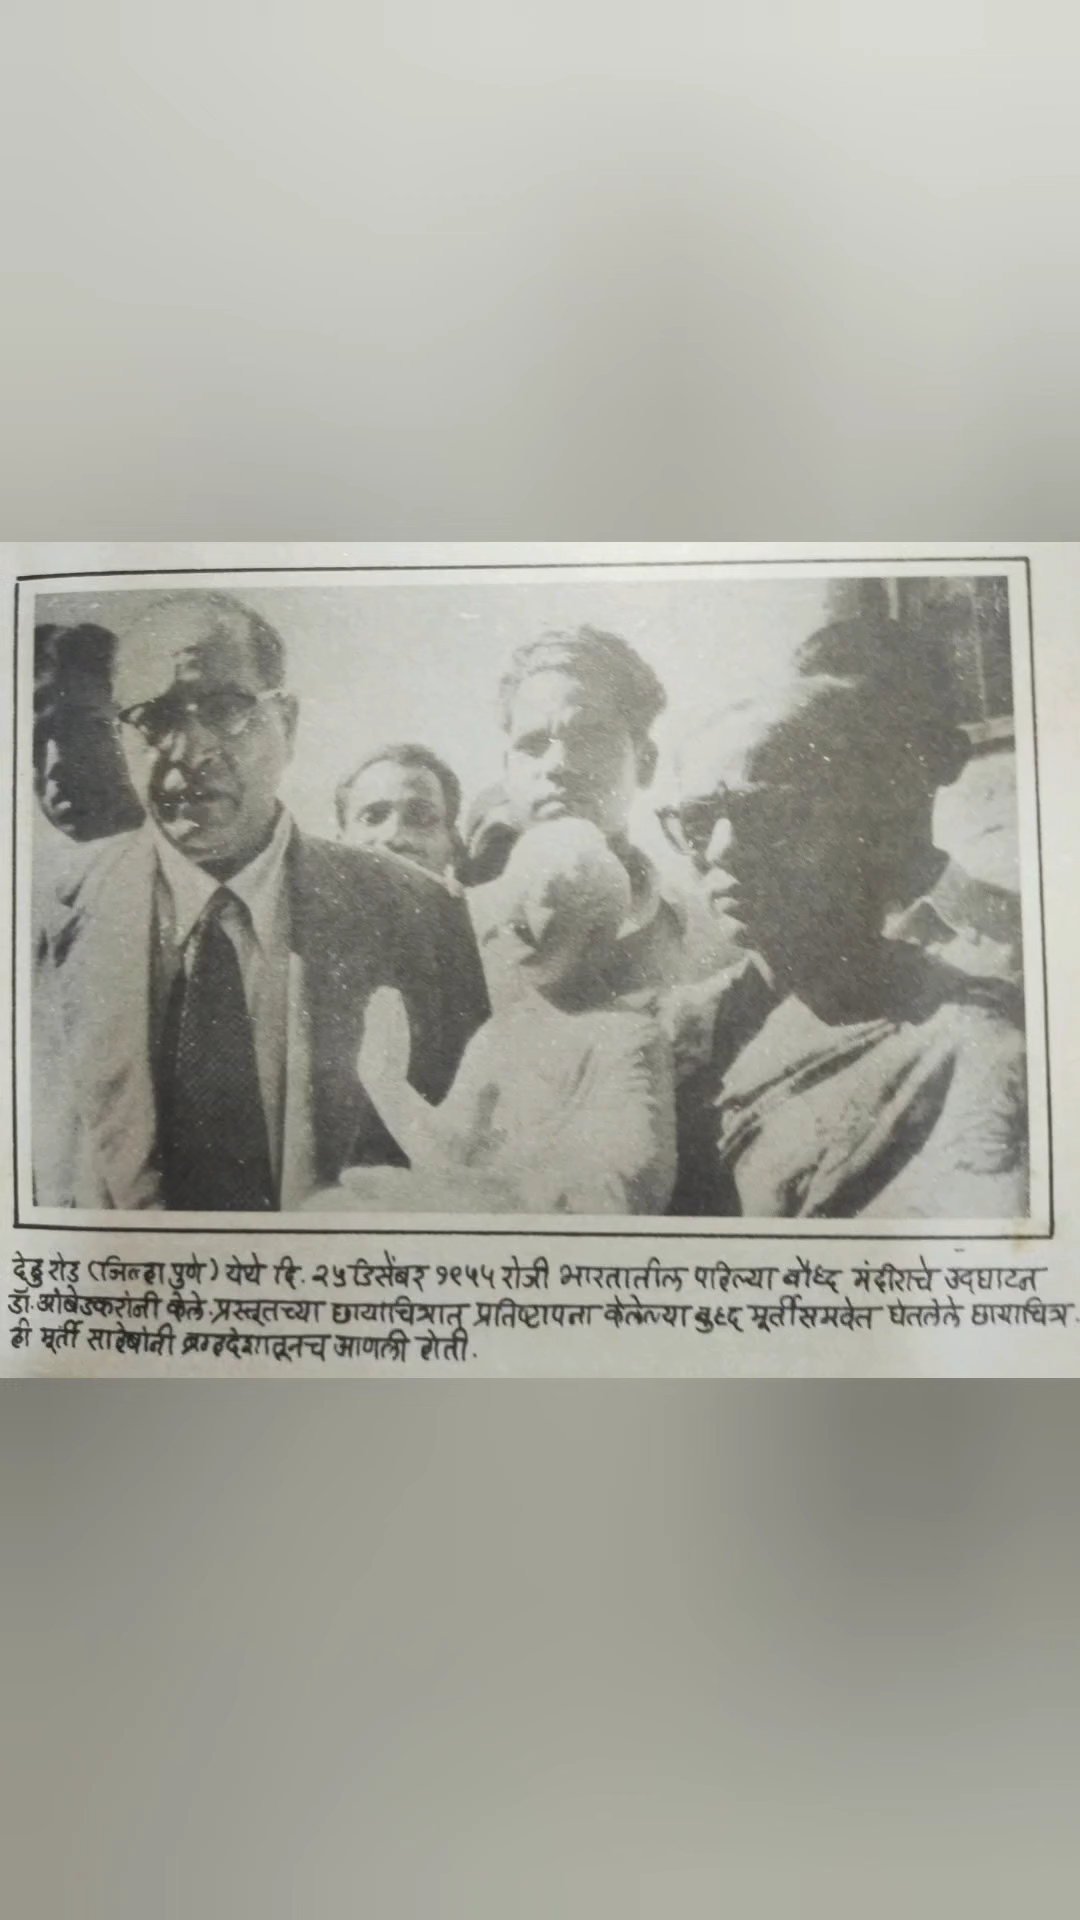 देहु रोड (जिल्हा पुणे) येथे दि. २५ डिसेंबर १९५५ रोजी भारतातील पहिल्या बौध्द मंदीराचे उद्घाटन
डॉ. आंबेडकरांनी केले. प्रस्तूतच्या छायाचित्रात प्रतिष्टापना केलेल्या बुध्द मूर्तीसमवेत घेतलेले छायाचित्र.
ही मूर्ती साहेबांनी ब्रम्हदेशातूनच आणली होती.